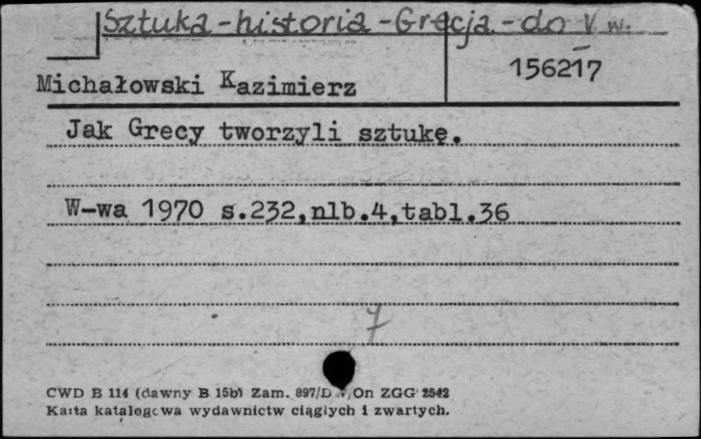 Sztuka - historia - Grecja - do V w.
156217
Michałowski Kazimierz
Jak Grecy tworzyli sztukę.
W-wa 1970 s.232,nlb.4,tabl.36
7
CWD B 114 (dawny B 15b) Zam. 897/D On ZGG 2542
Karta katalogowa wydawnictw ciągłych i zwartych.